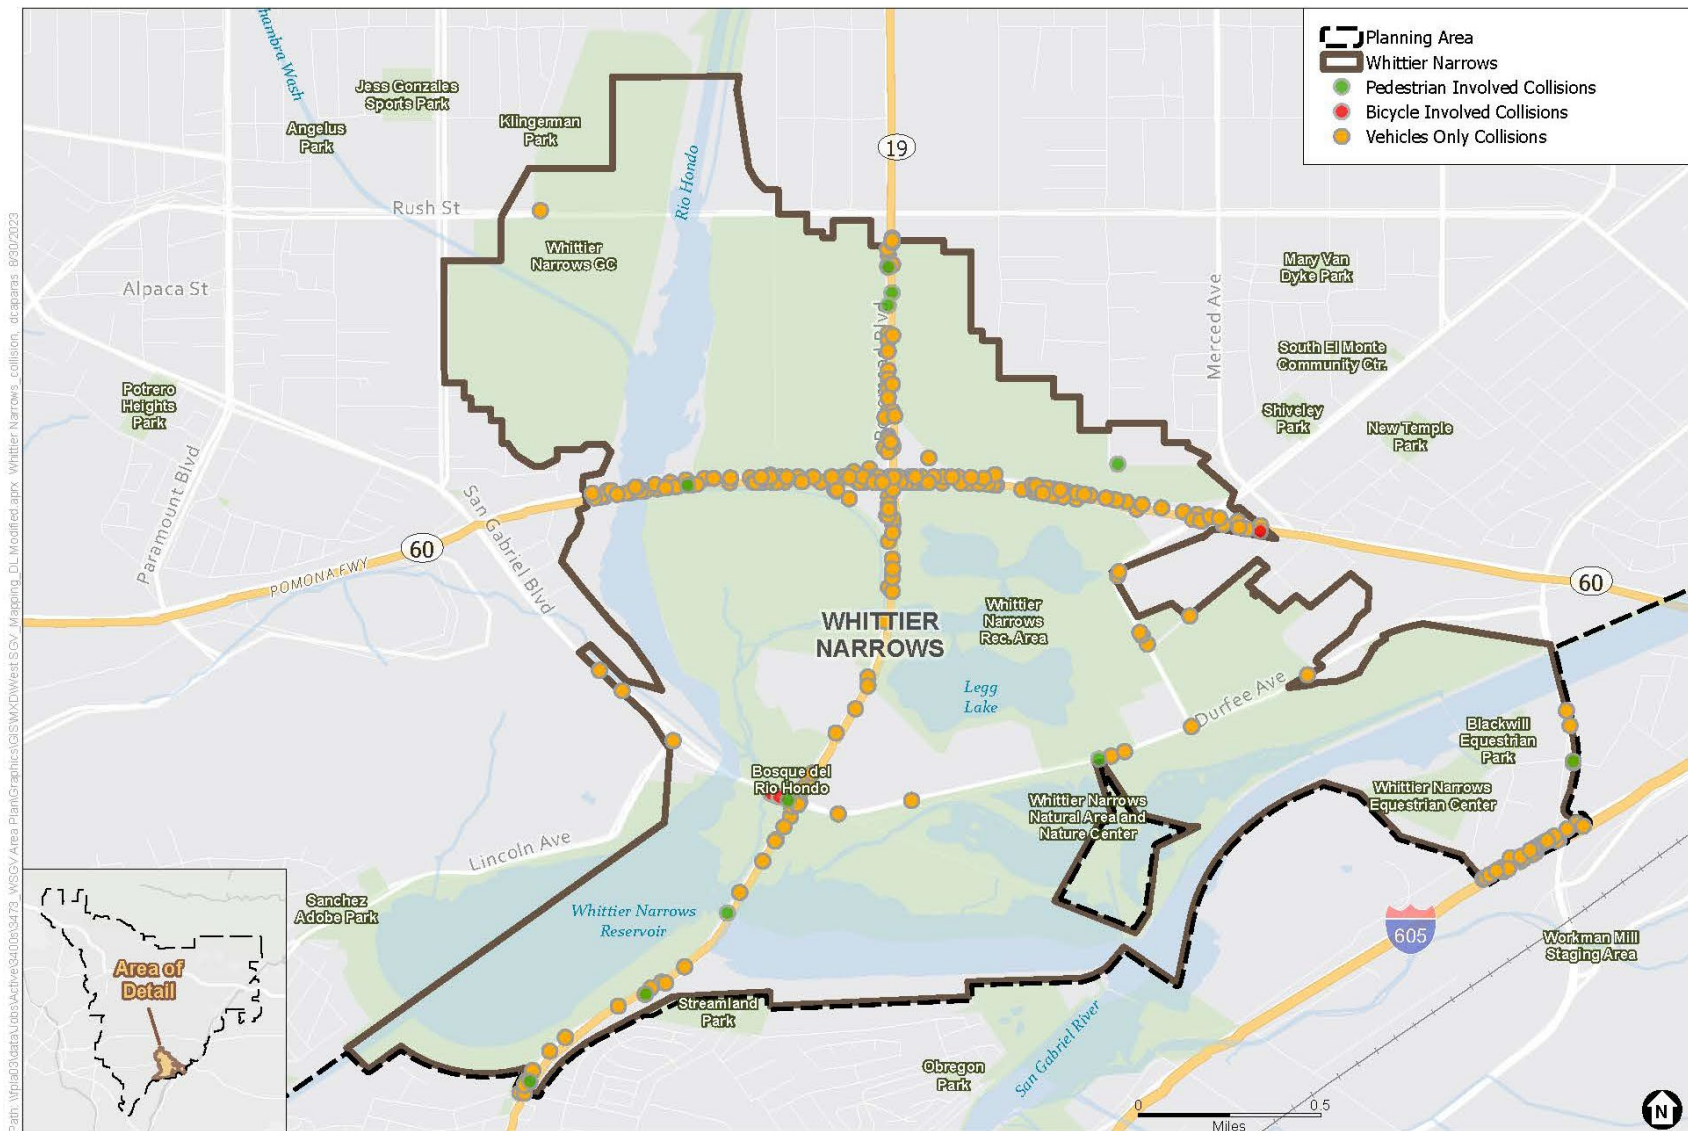 Planning Area
Whittier Narrows
Pedestrian Involved Collisions
Bicycle Involved Collisions
Vehicles Only Collisions
Jess Gonzales
Sports Park
Angelus
Park
Klingerman
Park
19
Rio Hondo
Rush St
Whittier
Narrows GC
Alpaca St
Mary Van
Dyke Park
Merced Ave
South El Monte
Community Ctr.
Potrero
Heights
Park
Shiveley
Park
New Temple
Park
Paramount Blvd
San Gabriel Blvd
60
POMONA FWY
60
WHITTIER
NARROWS
Whittier
Narrows
Rec. Area
Legg
Lake
Durfee Ave
Blackwill
Equestrian
Park
Bosque del
Rio Hondo
Whittier Narrows
Natural Area and
Nature Center
Whittier Narrows
Equestrian Center
Lincoln Ave
Sanchez
Adobe Park
Whittier Narrows
Reservoir
605
Workman Mill
Staging Area
Area of
Detail
Streamland
Park
Obregon
Park
San Gabriel River
0
0.5
Miles
N